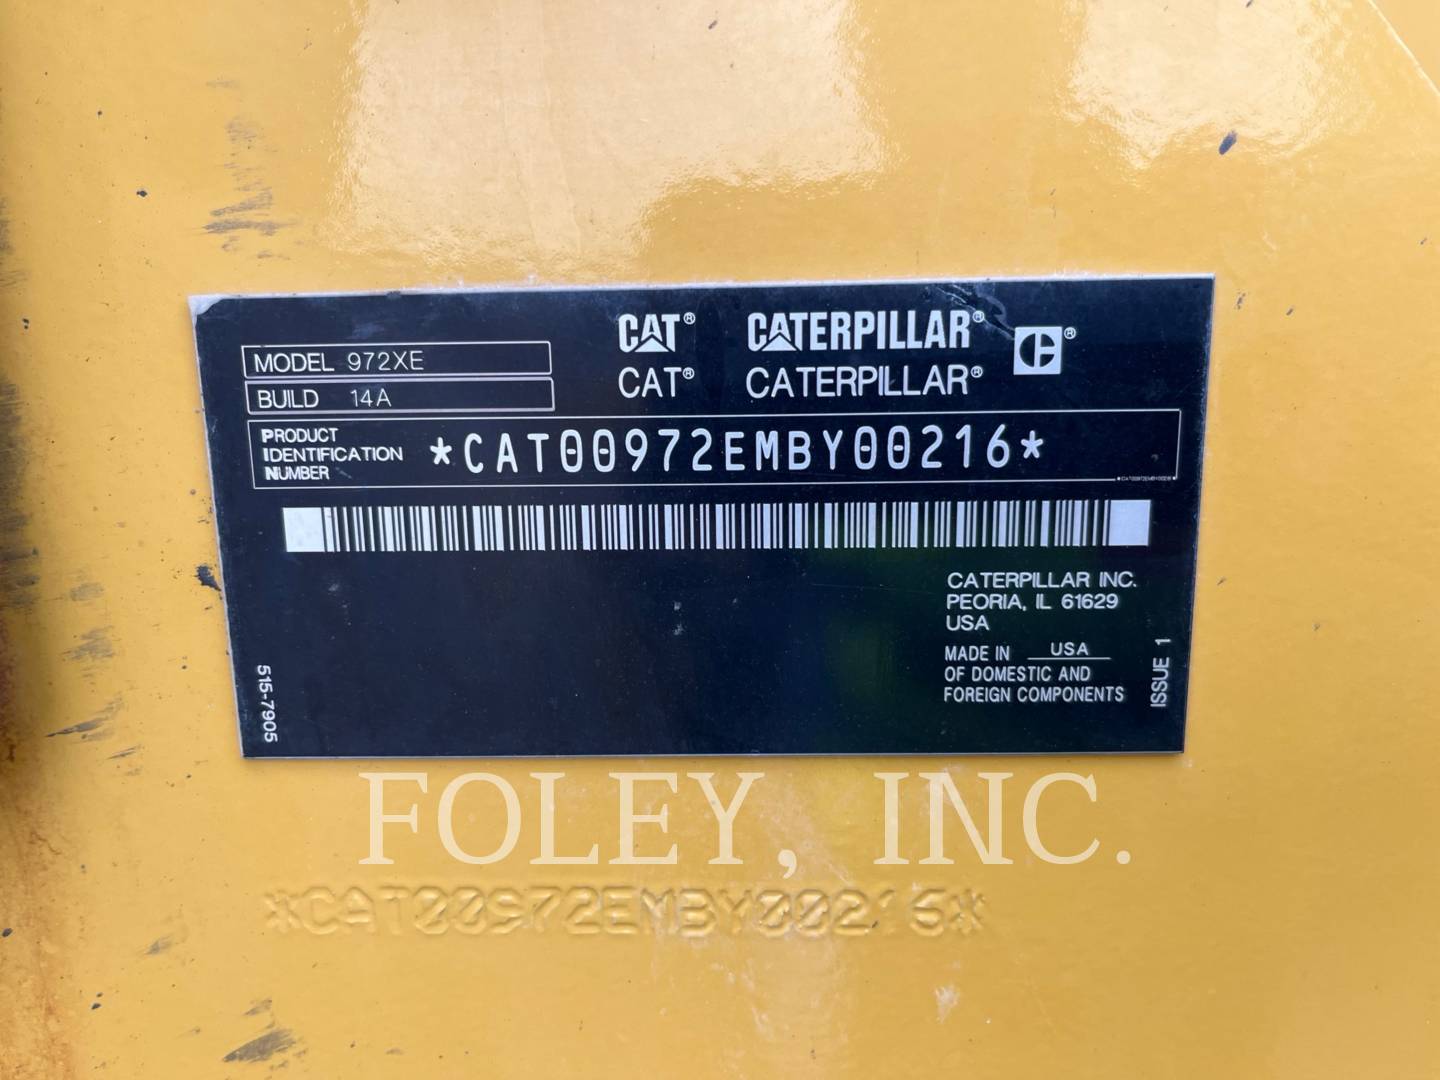 MODEL 972XE
BUILD 14A
CAT® CATERPILLAR® C®
CAT® CATERPILLAR®
PRODUCT
IDENTIFICATION
NUMBER
*CAT00972EMBY00216*
*CAT00972EMBY00216*
CATERPILLAR INC.
PEORIA, IL 61629
USA
MADE IN USA
OF DOMESTIC AND
FOREIGN COMPONENTS
ISSUE 1
515-7905
FOLEY, INC.
*CAT00972EMBY00216*